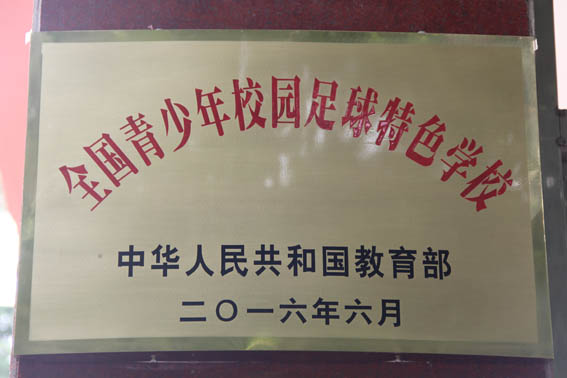 全国青少年校园足球特色学校
中华人民共和国教育部
二〇一六年六月